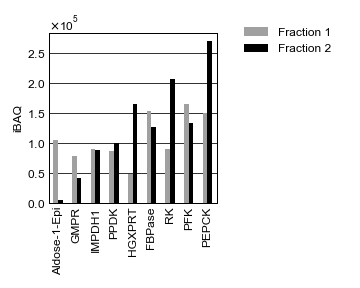 ×10⁵
Fraction 1
Fraction 2
iBAQ
2.5
2.0
1.5
1.0
0.5
0.0
Aldose-1-Epi
GMPR
IMPDH1
PPDK
HGXPRT
FBPase
RK
PFK
PEPCK